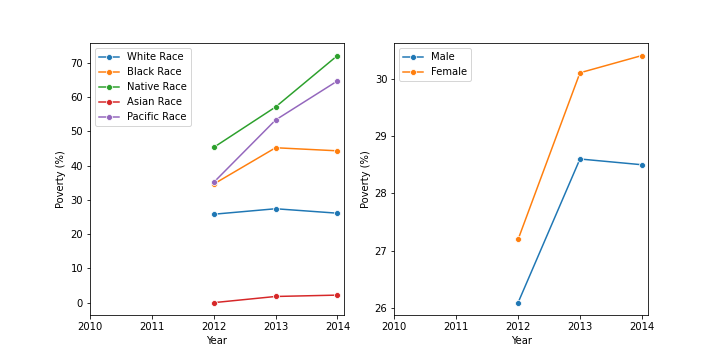 White Race
Black Race
Native Race
Asian Race
Pacific Race
70
60
50
40
30
20
10
0
Poverty (%)
2010 2011 2012 2013 2014
Year
Male
Female
30
29
28
27
26
Poverty (%)
2010 2011 2012 2013 2014
Year